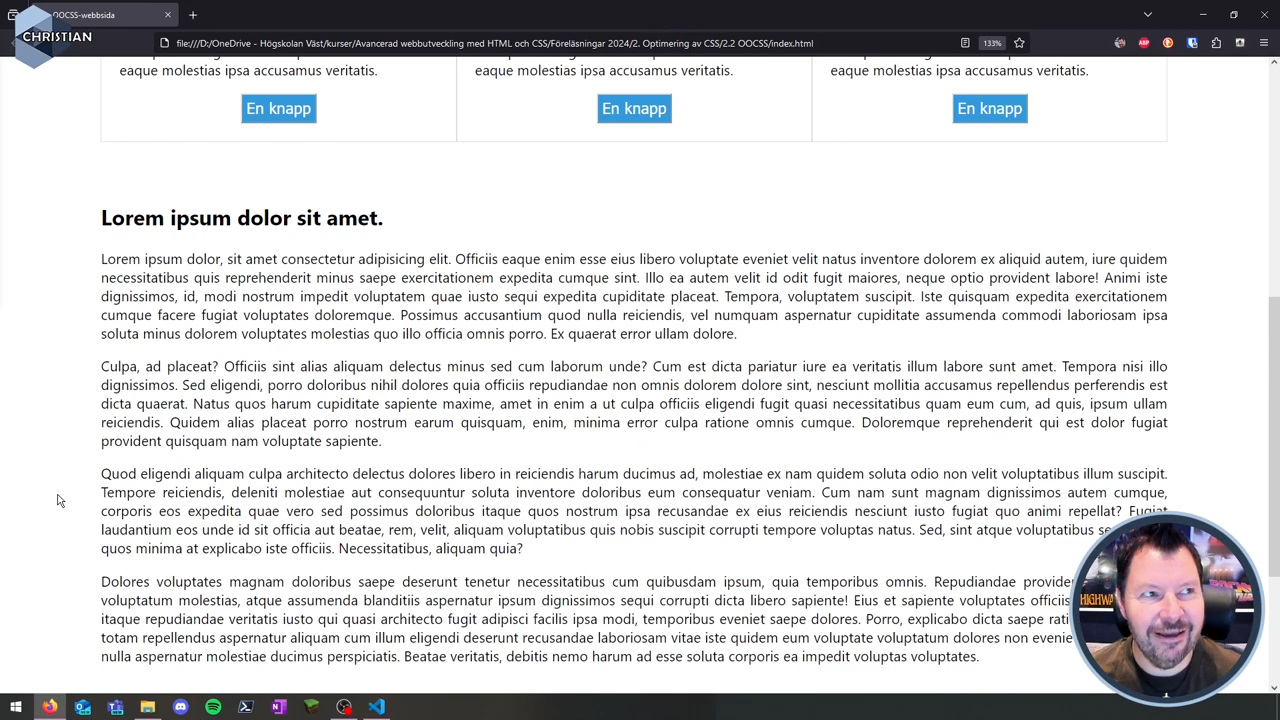 OOCSS-webbsida
CHRISTIAN
file:///D:/OneDrive - Högskolan Väst/kurser/Avancerad webbutveckling med HTML och CSS/Föreläsningar 2024/2. Optimering av CSS/2.2 OOCSS/index.html
133%
eaque molestias ipsa accusamus veritatis.
eaque molestias ipsa accusamus veritatis.
eaque molestias ipsa accusamus veritatis.
En knapp
En knapp
En knapp
Lorem ipsum dolor sit amet.
Lorem ipsum dolor, sit amet consectetur adipisicing elit. Officiis eaque enim esse eius libero voluptate eveniet velit natus inventore dolorem ex aliquid autem, iure quidem
necessitatibus quis reprehenderit minus saepe exercitationem expedita cumque sint. Illo ea autem velit id odit fugit maiores, neque optio provident labore! Animi iste
dignissimos, id, modi nostrum impedit voluptatem quae iusto sequi expedita cupiditate placeat. Tempora, voluptatem suscipit. Iste quisquam expedita exercitationem
cumque facere fugiat voluptates doloremque. Possimus accusantium quod nulla reiciendis, vel numquam aspernatur cupiditate assumenda commodi laboriosam ipsa
soluta minus dolorem voluptates molestias quo illo officia omnis porro. Ex quaerat error ullam dolore.
Culpa, ad placeat? Officiis sint alias aliquam delectus minus sed cum laborum unde? Cum est dicta pariatur iure ea veritatis illum labore sunt amet. Tempora nisi illo
dignissimos. Sed eligendi, porro doloribus nihil dolores quia officiis repudiandae non omnis dolorem dolore sint, nesciunt mollitia accusamus repellendus perferendis est
dicta quaerat. Natus quos harum cupiditate sapiente maxime, amet in enim a ut culpa officiis eligendi fugit quasi necessitatibus quam eum cum, ad quis, ipsum ullam
reiciendis. Quidem alias placeat porro nostrum earum quisquam, enim, minima error culpa ratione omnis cumque. Doloremque reprehenderit qui est dolor fugiat
provident quisquam nam voluptate sapiente.
Quod eligendi aliquam culpa architecto delectus dolores libero in reiciendis harum ducimus ad, molestiae ex nam quidem soluta odio non velit voluptatibus illum suscipit.
Tempore reiciendis, deleniti molestiae aut consequuntur soluta inventore doloribus eum consequatur veniam. Cum nam sunt magnam dignissimos autem cumque,
corporis eos expedita quae vero sed possimus doloribus itaque quos nostrum ipsa recusandae ex eius reiciendis nesciunt iusto fugiat quo animi repellat? Fugiat
laudantium eos unde id sit officia aut beatae, rem, velit, aliquam voluptatibus quis nobis suscipit corrupti tempore voluptas natus. Sed, sint atque voluptatibus
quos minima at explicabo iste officiis. Necessitatibus, aliquam quia?
Dolores voluptates magnam doloribus saepe deserunt tenetur necessitatibus cum quibusdam ipsum, quia temporibus omnis. Repudiandae
voluptatum molestias, atque assumenda blanditiis aspernatur ipsum dignissimos sequi corrupti dicta libero sapiente! Eius et sapiente voluptates
itaque repudiandae veritatis iusto qui quasi architecto fugit adipisci facilis ipsa modi, temporibus eveniet saepe dolores. Porro, explicabo dicta saepe
totam repellendus aspernatur aliquam cum illum eligendi deserunt recusandae laboriosam vitae iste quidem eum voluptate voluptatum dolores non
nulla aspernatur molestiae ducimus perspiciatis. Beatae veritatis, debitis nemo harum ad esse soluta corporis ea impedit voluptas voluptates.